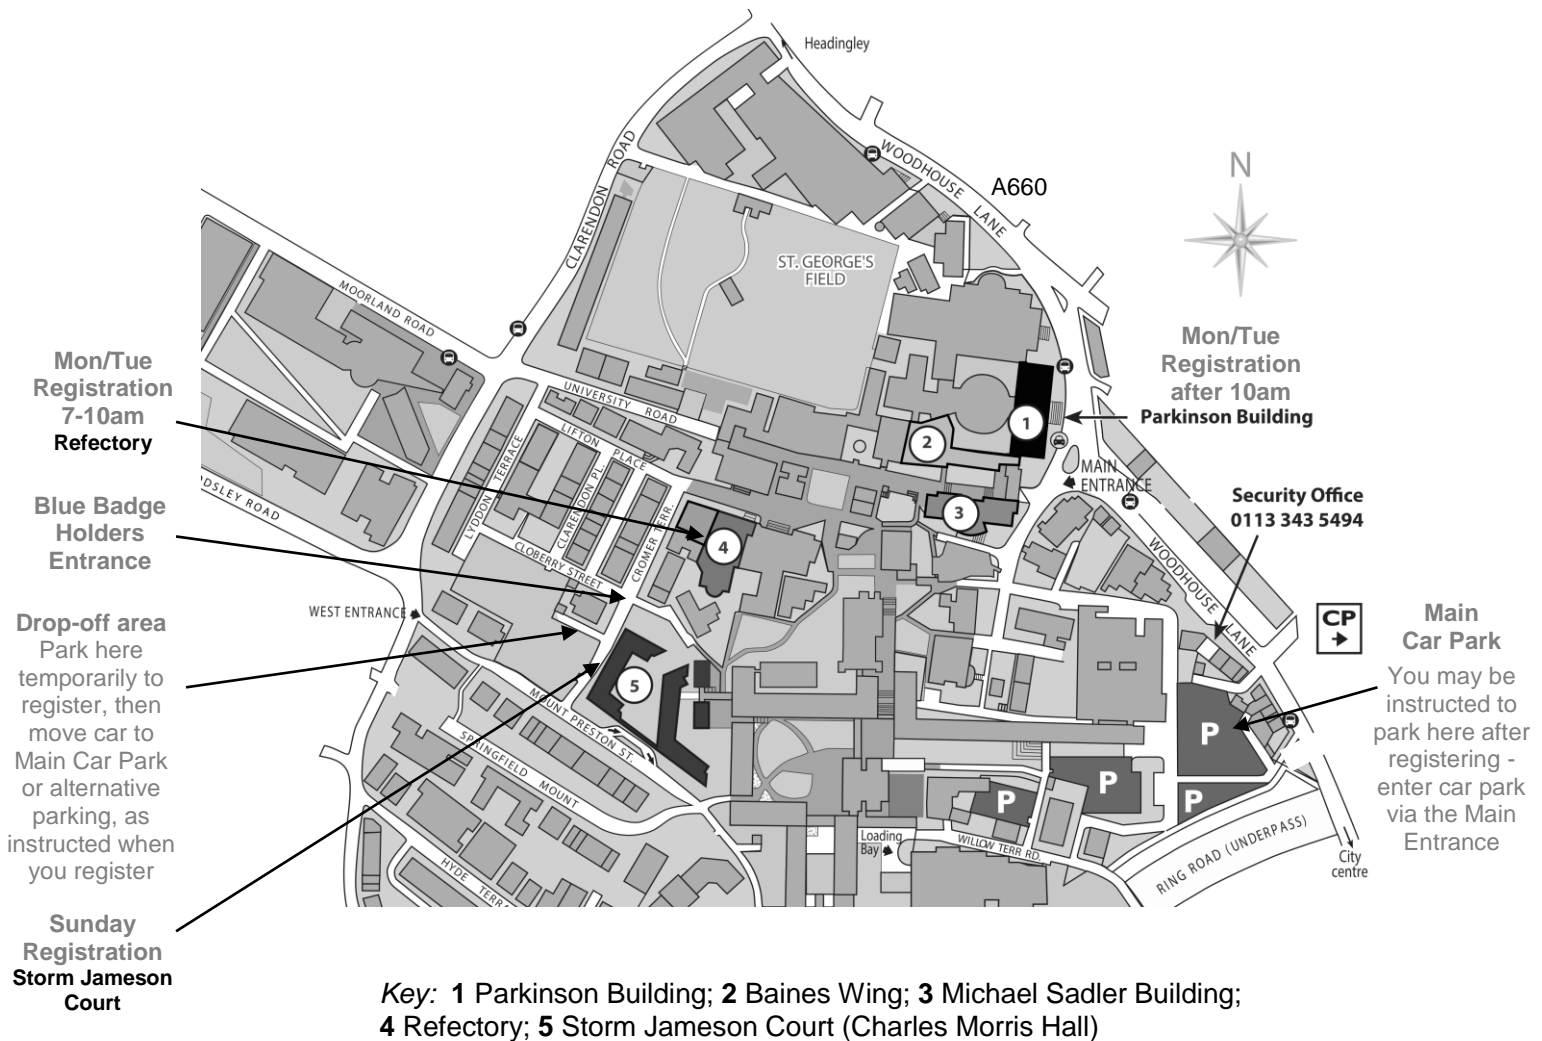 Headingley
WOODHOUSE LANE
A660
N
CLARENDON ROAD
ST. GEORGE'S
FIELD
MOORLAND ROAD
Mon/Tue
Registration
7-10am
Refectory
Mon/Tue
Registration
after 10am
Parkinson Building
UNIVERSITY ROAD
LIFTON PLACE
LYDDON TERRACE
CLARENDON PL.
CROMER TERR.
CLOBERRY STREET
1
2
3
4
5
MAIN
ENTRANCE
DSLEY ROAD
Blue Badge
Holders
Entrance
Security Office
0113 343 5494
WOODHOUSE LANE
WEST ENTRANCE
Drop-off area
Park here
temporarily to
register, then
move car to
Main Car Park
or alternative
parking, as
instructed when
you register
CP
Main
Car Park
You may be
instructed to
park here after
registering -
enter car park
via the Main
Entrance
MOUNT PRESTON ST.
SPRINGFIELD MOUNT
HYDE TERRA
P
P
P
P
Loading
Bay
WILLOW TERR RD.
RING ROAD (UNDERPASS)
City
centre
Sunday
Registration
Storm Jameson
Court
Key: 1 Parkinson Building; 2 Baines Wing; 3 Michael Sadler Building;
4 Refectory; 5 Storm Jameson Court (Charles Morris Hall)